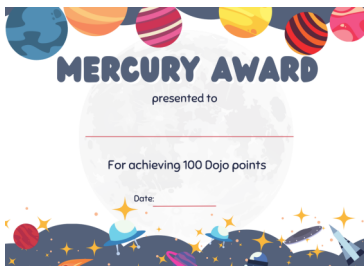 MERCURY AWARD
presented to
For achieving 100 Dojo points
Date: